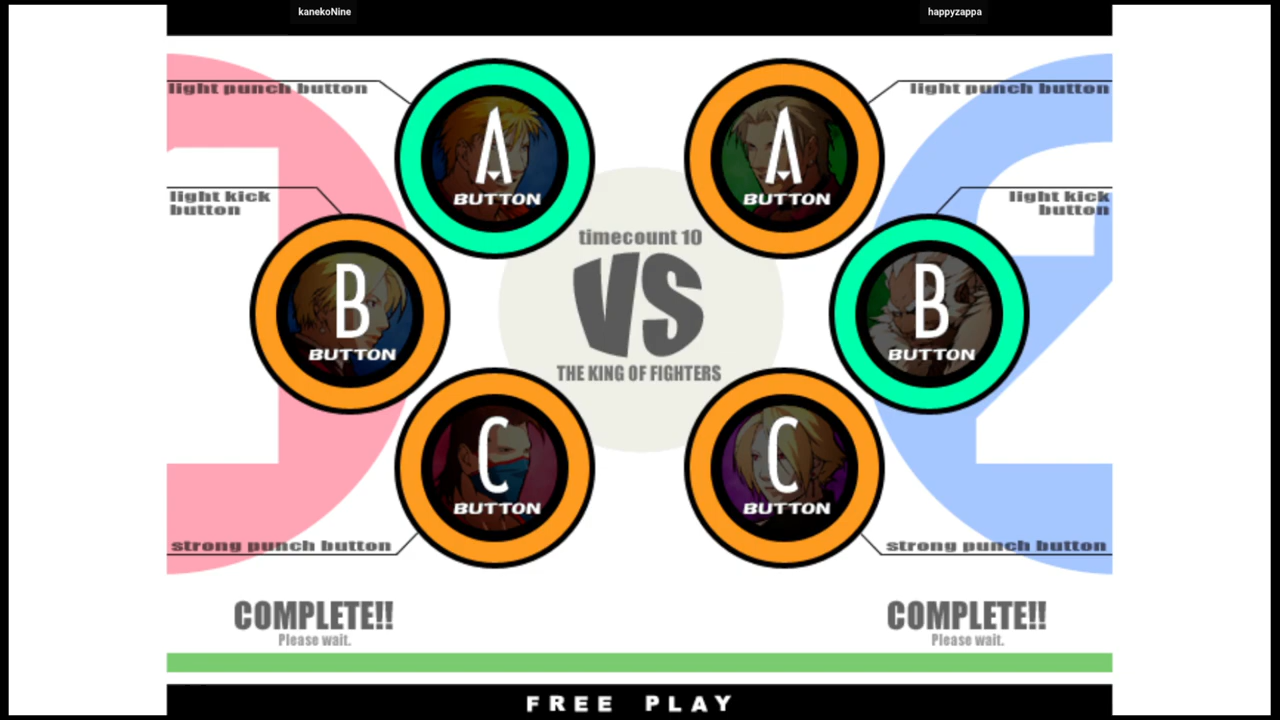 kanekoNine
happyzappa
light punch button
light punch button
A
BUTTON
A
BUTTON
light kick
button
light kick
button
timecount 10
VS
THE KING OF FIGHTERS
B
BUTTON
B
BUTTON
C
BUTTON
C
BUTTON
strong punch button
strong punch button
COMPLETE!!
Please wait.
COMPLETE!!
Please wait.
FREE PLAY